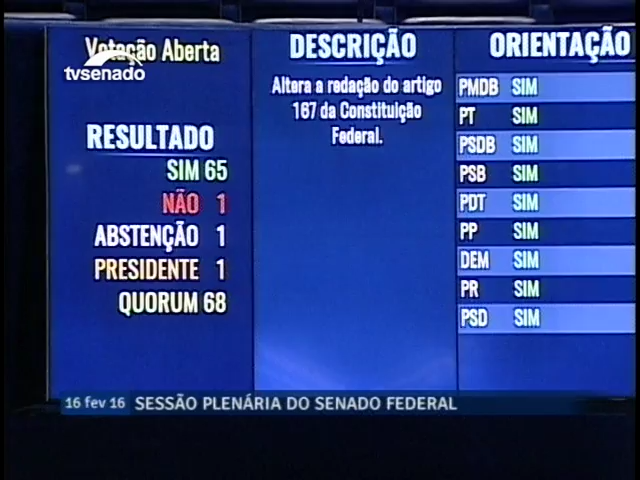 Votação Aberta
tvsenado
RESULTADO
SIM 65
NÃO 1
ABSTENÇÃO 1
PRESIDENTE 1
QUORUM 68
DESCRIÇÃO
Altera a redação do artigo
167 da Constituição
Federal.
ORIENTAÇÃO
PMDB SIM
PT SIM
PSDB SIM
PSB SIM
PDT SIM
PP SIM
DEM SIM
PR SIM
PSD SIM
16 fev 16 SESSÃO PLENÁRIA DO SENADO FEDERAL